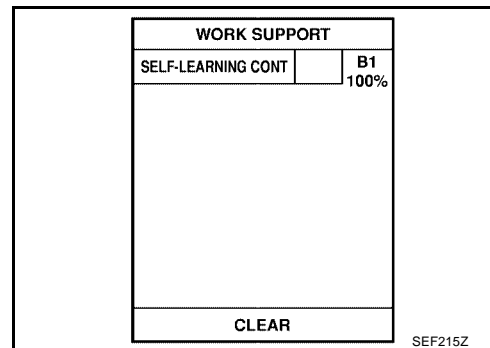 WORK SUPPORT
SELF-LEARNING CONT B1
100%
CLEAR
SEF215Z